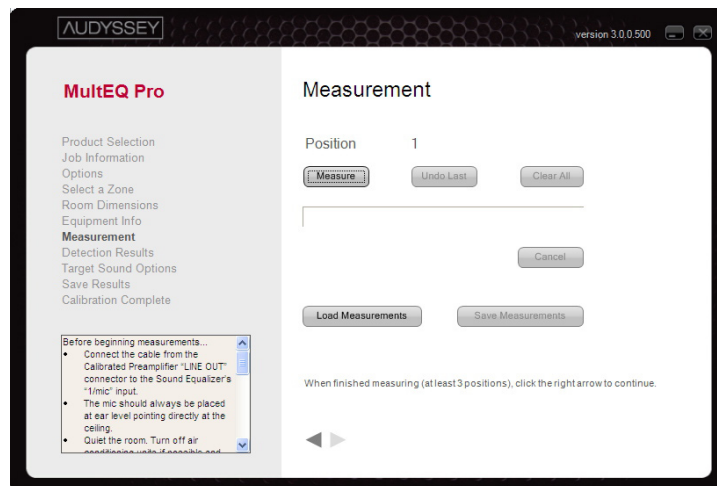 AUDYSSEY
version 3.0.0.500
MultEQ Pro
Product Selection
Job Information
Options
Select a Zone
Room Dimensions
Equipment Info
Measurement
Detection Results
Target Sound Options
Save Results
Calibration Complete
Before beginning measurements...
• Connect the cable from the
Calibrated Preamplifier "LINE OUT"
connector to the Sound Equalizer's
"1/mic" input.
• The mic should always be placed
at ear level pointing directly at the
ceiling.
• Quiet the room. Turn off air
conditioning units if possible and
Measurement
Position 1
Measure Undo Last Clear All
Cancel
Load Measurements Save Measurements
When finished measuring (at least 3 positions), click the right arrow to continue.